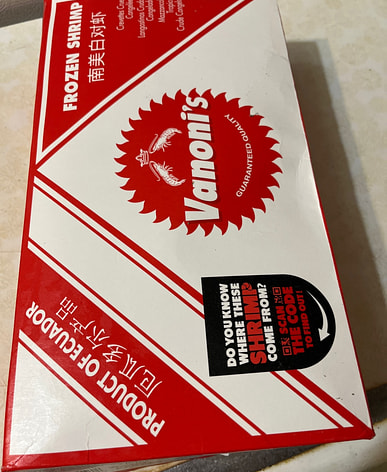 FROZEN SHRIMP
南美白对虾
Vanoni's
GUARANTEED QUALITY
DO YOU KNOW
WHERE THESE
SHRIMP
COME FROM?
SCAN
THE CODE
TO FIND OUT!
PRODUCT OF ECUADOR
厄瓜多尔产品